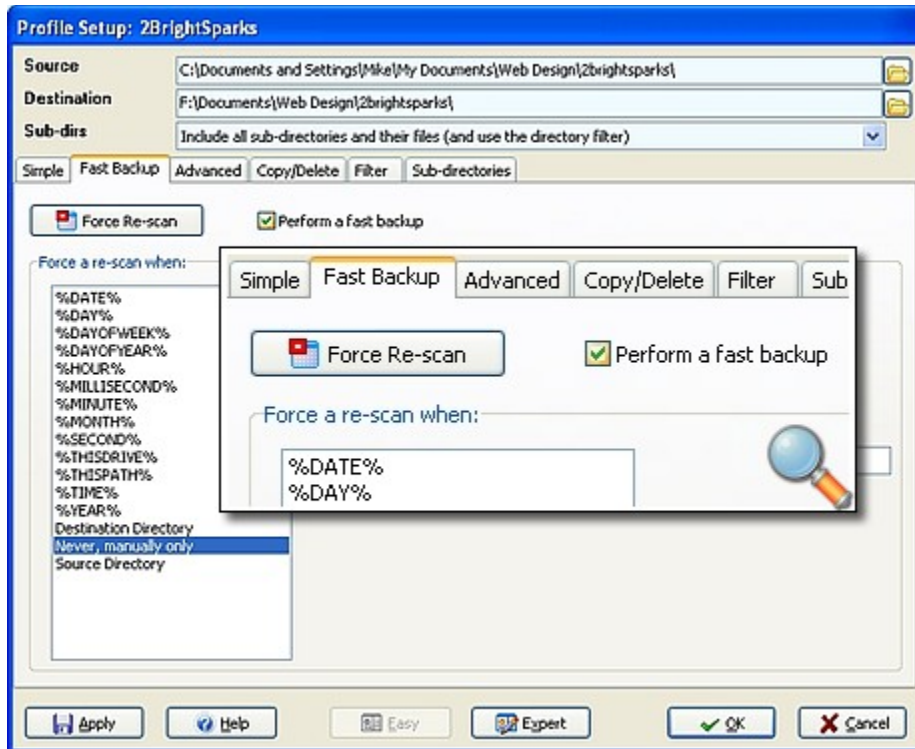 Profile Setup: 2BrightSparks
Source
C:\Documents and Settings\Mike\My Documents\Web Design\2brightsparks\
Destination
F:\Documents\Web Design\2brightsparks\
Sub-dirs
Include all sub-directories and their files (and use the directory filter)
Simple Fast Backup Advanced Copy/Delete Filter Sub-directories
Force Re-scan Perform a fast backup
Force a re-scan when:
%DATE%
%DAY%
%DAYOFWEEK%
%DAYOFYEAR%
%HOUR%
%MILLISECOND%
%MINUTE%
%MONTH%
%SECOND%
%THISDRIVE%
%THISPATH%
%TIME%
%YEAR%
Destination Directory
Never, manually only
Source Directory
Simple Fast Backup Advanced Copy/Delete Filter Sub
Force Re-scan Perform a fast backup
Force a re-scan when:
%DATE%
%DAY%
Apply Help Easy Expert OK Cancel